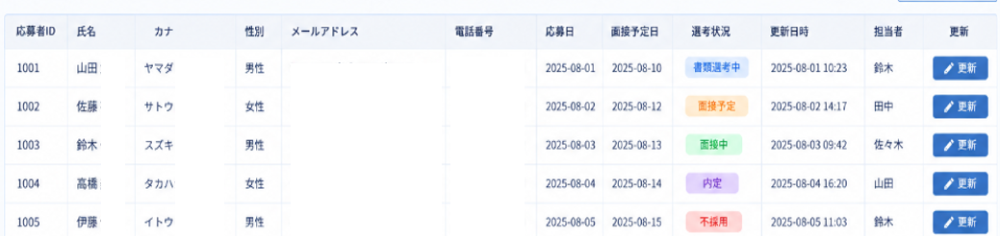 応募者ID 氏名 カナ 性別 メールアドレス 電話番号 応募日 面接予定日 選考状況 更新日時 担当者 更新
1001 山田 ヤマダ 男性 2025-08-01 2025-08-10 書類選考中 2025-08-01 10:23 鈴木 更新
1002 佐藤 サトウ 女性 2025-08-02 2025-08-12 面接予定 2025-08-02 14:17 田中 更新
1003 鈴木 スズキ 男性 2025-08-03 2025-08-13 面接中 2025-08-03 09:42 佐々木 更新
1004 高橋 タカハ 女性 2025-08-04 2025-08-14 内定 2025-08-04 16:20 山田 更新
1005 伊藤 イトウ 男性 2025-08-05 2025-08-15 不採用 2025-08-05 11:03 鈴木 更新